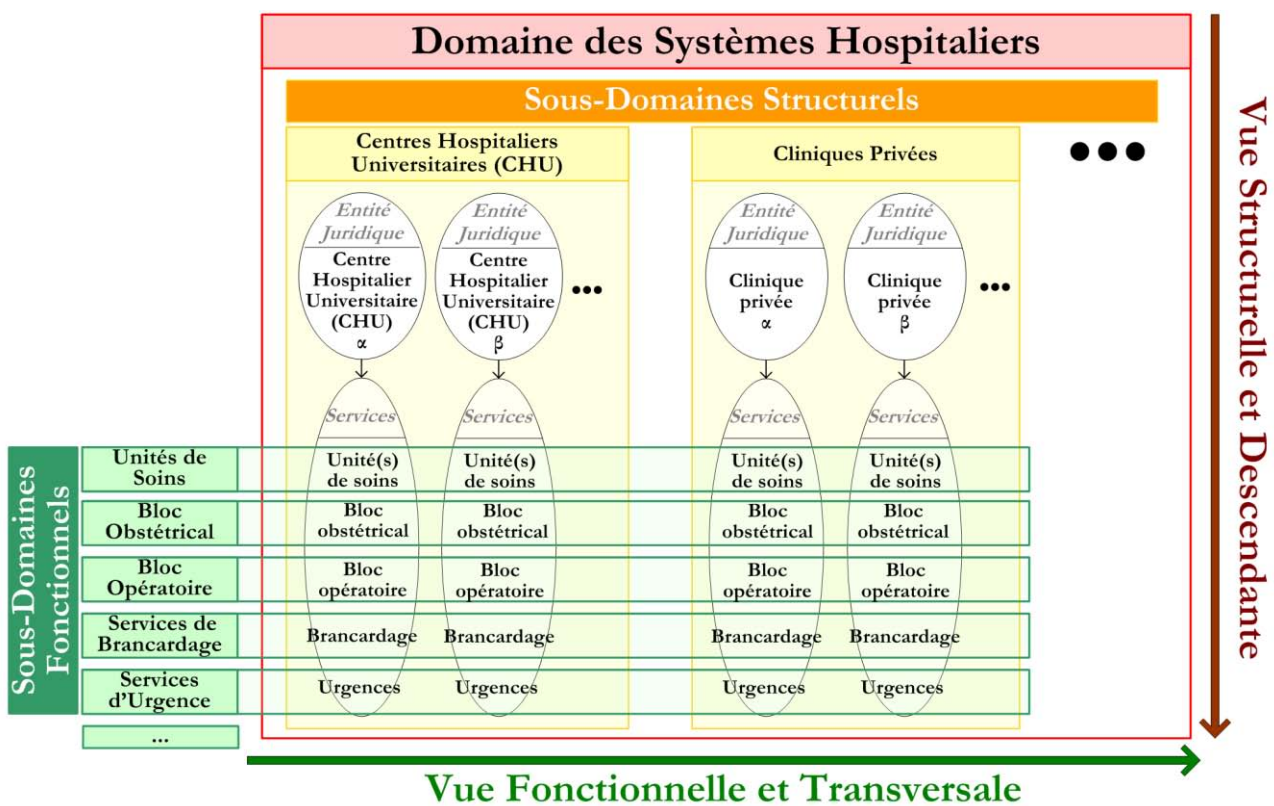 Domaine des Systèmes Hospitaliers
Sous-Domaines Structurels
Centres Hospitaliers
Universitaires (CHU)
Cliniques Privées
●●●
Entité
Juridique
Centre
Hospitalier
Universitaire
(CHU)
α
Entité
Juridique
Centre
Hospitalier
Universitaire
(CHU)
β
•••
Entité
Juridique
Clinique
privée
α
Entité
Juridique
Clinique
privée
β
•••
Services
Services
Services
Services
Sous-Domaines
Fonctionnels
Unités de
Soins
Unité(s)
de soins
Unité(s)
de soins
Unité(s)
de soins
Unité(s)
de soins
Bloc
Obstétrical
Bloc
obstétrical
Bloc
obstétrical
Bloc
obstétrical
Bloc
obstétrical
Bloc
Opératoire
Bloc
opératoire
Bloc
opératoire
Bloc
opératoire
Bloc
opératoire
Services de
Brancardage
Brancardage
Brancardage
Brancardage
Brancardage
Services
d’Urgence
Urgences
Urgences
Urgences
Urgences
...
Vue Structurelle et Descendante
Vue Fonctionnelle et Transversale